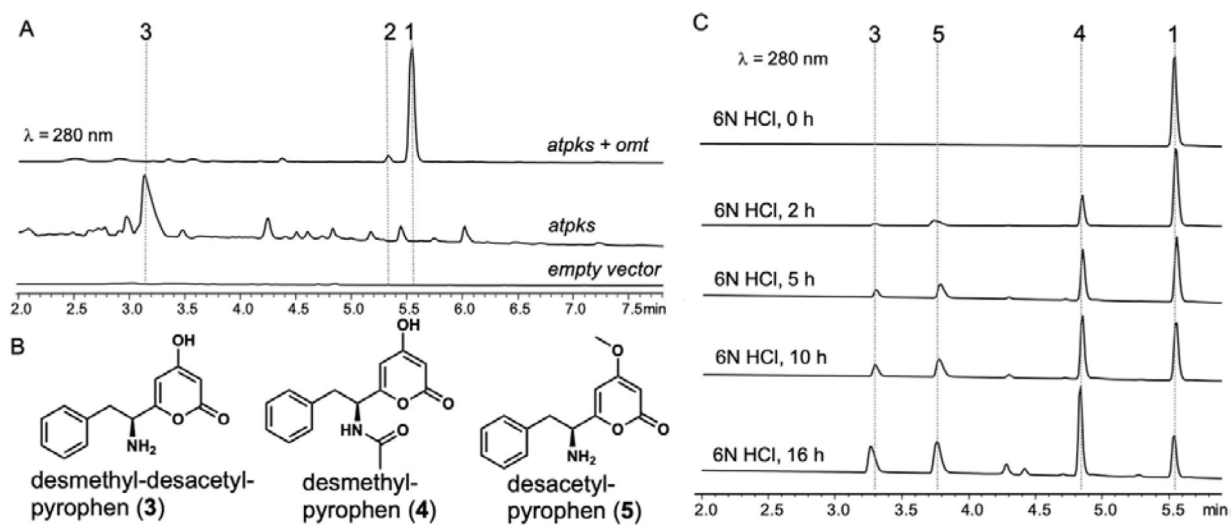 A
3
2
1
λ = 280 nm
atpks + omt
atpks
empty vector
2.0 2.5 3.0 3.5 4.0 4.5 5.0 5.5 6.0 6.5 7.0 7.5 min
B
OH
O
O
NH₂
desmethyl-desacetyl-
pyrophen (3)
OH
O
O
HN
O
desmethyl-
pyrophen (4)
O
O
O
NH₂
desacetyl-
pyrophen (5)
C
3
5
4
1
λ = 280 nm
6N HCl, 0 h
6N HCl, 2 h
6N HCl, 5 h
6N HCl, 10 h
6N HCl, 16 h
2.0 2.5 3.0 3.5 4.0 4.5 5.0 5.5 min